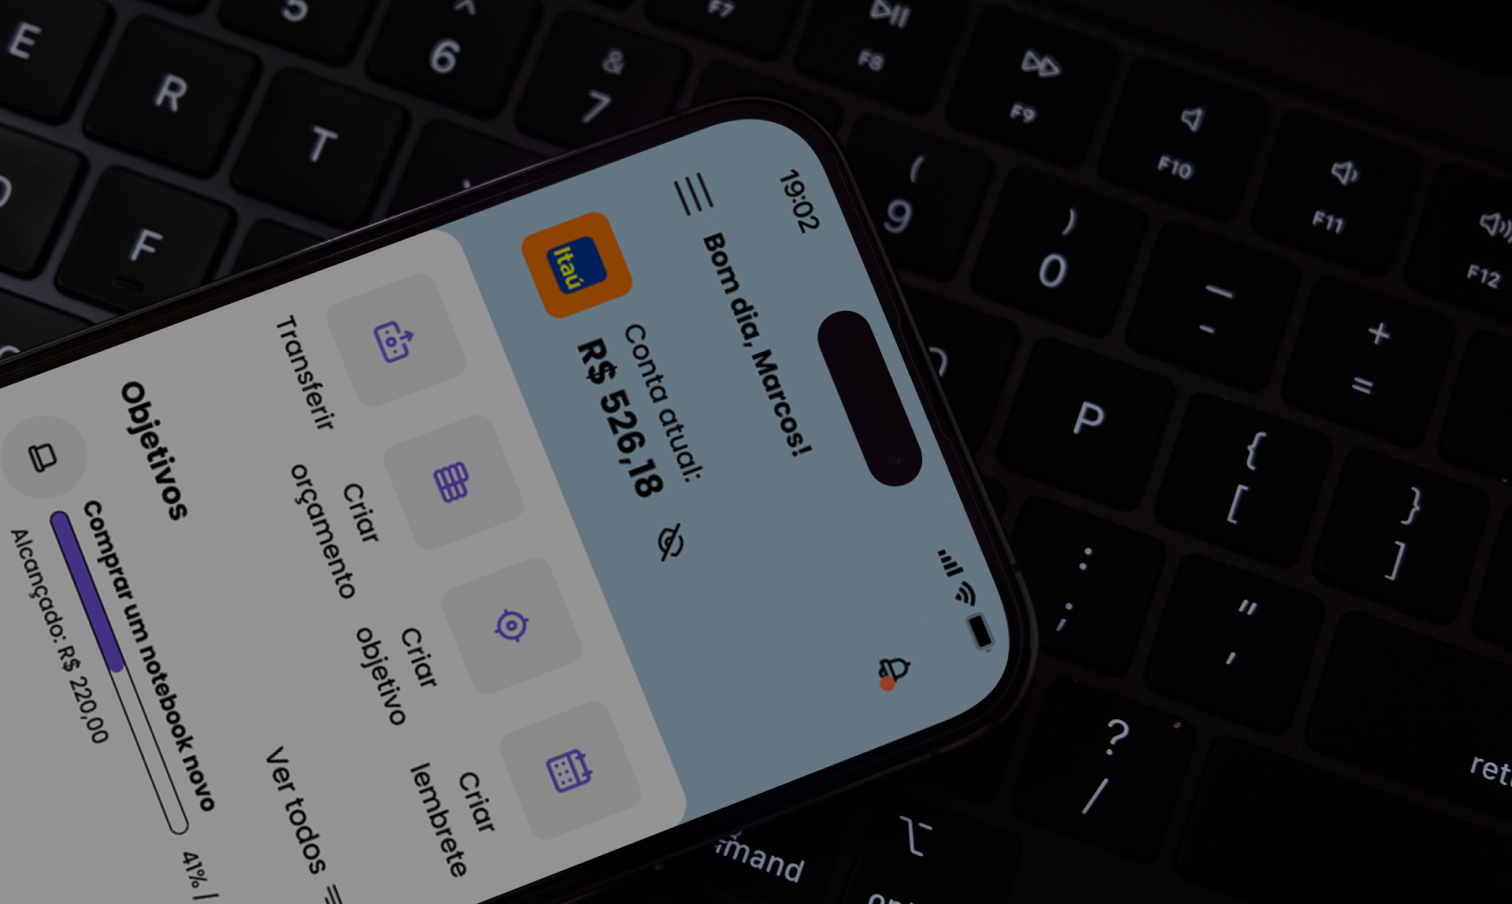 19:02
Bom dia, Marcos!
Itaú
Conta atual:
R$ 526,18
Transferir
Criar
orçamento
Criar
objetivo
Criar
lembrete
Objetivos
Ver todos
Comprar um notebook novo
41% |
Alcançado: R$ 220,00
5
^
6
&
7
F7
F8
F9
F10
F11
F12
E
R
T
(
9
)
0
—
-
+
=
F
P
{
[
}
]
:
;
"
,
?
/